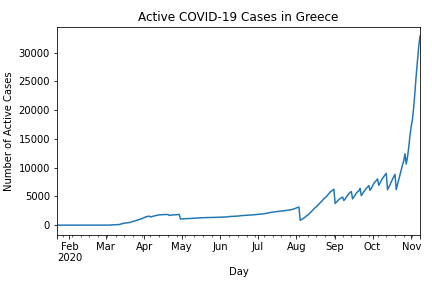 Active COVID-19 Cases in Greece
Number of Active Cases
30000
25000
20000
15000
10000
5000
0
Feb Mar Apr May Jun Jul Aug Sep Oct Nov
2020
Day